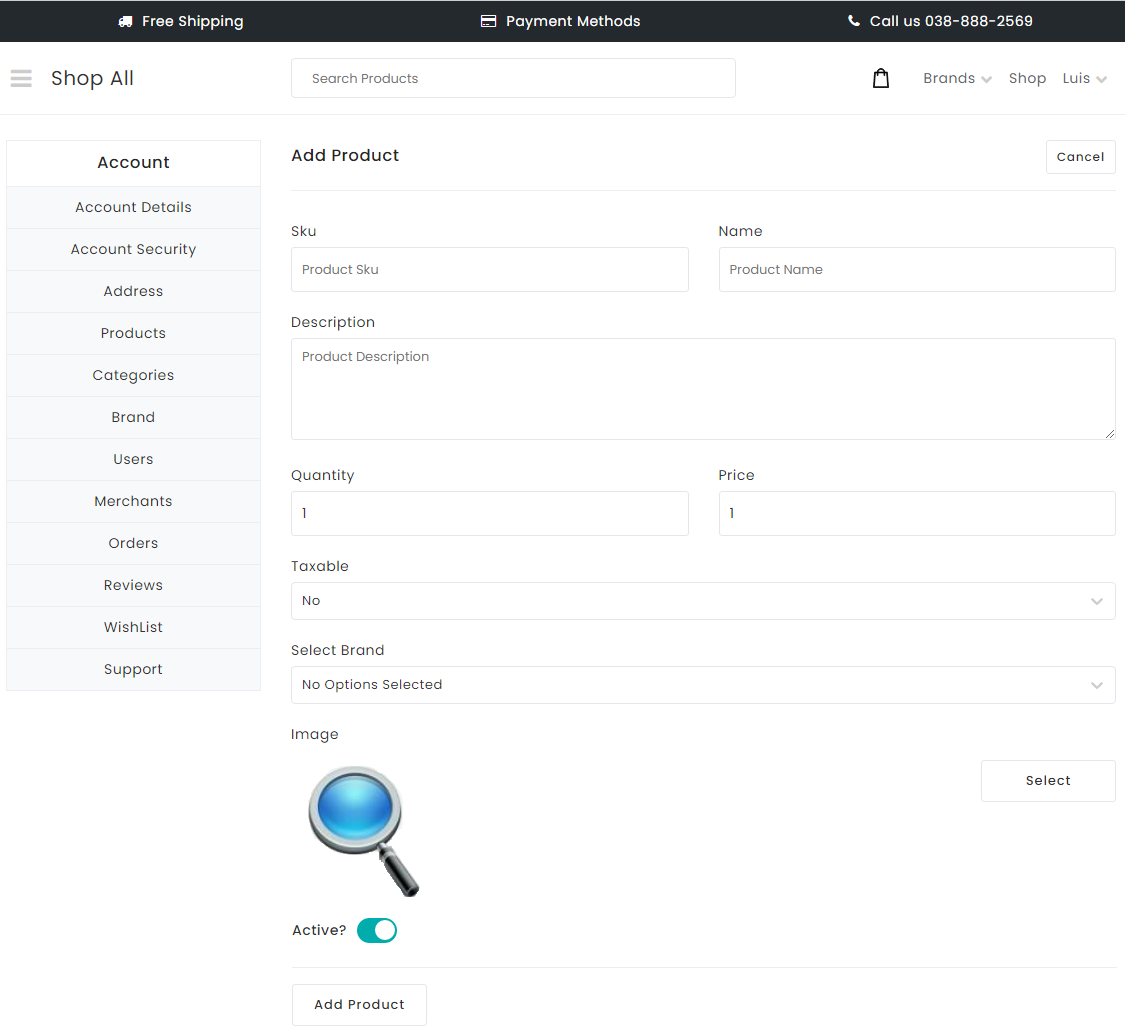 Free Shipping
Payment Methods
Call us 038-888-2569
Shop All
Search Products
Brands
Shop
Luis
Account
Account Details
Account Security
Address
Products
Categories
Brand
Users
Merchants
Orders
Reviews
WishList
Support
Add Product
Cancel
Sku
Name
Product Sku
Product Name
Description
Product Description
Quantity
Price
1
1
Taxable
No
Select Brand
No Options Selected
Image
Select
Active?
Add Product